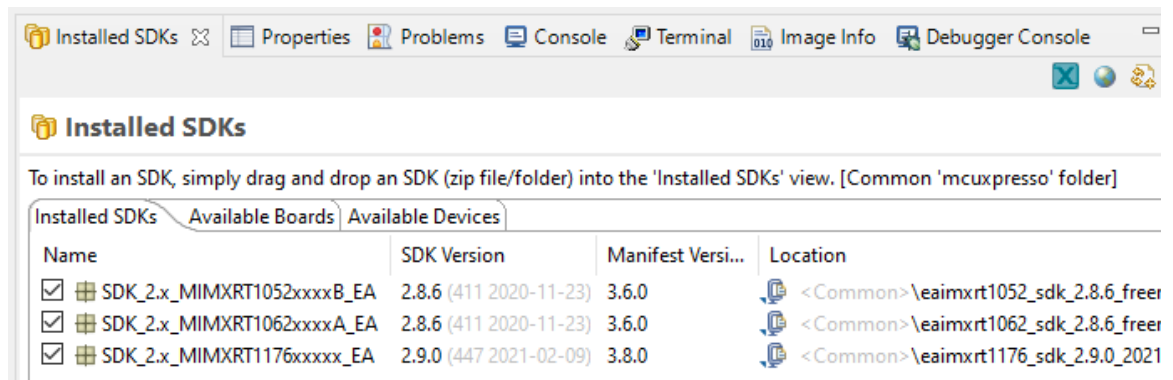 Installed SDKs Properties Problems Console Terminal Image Info Debugger Console
Installed SDKs
To install an SDK, simply drag and drop an SDK (zip file/folder) into the 'Installed SDKs' view. [Common 'mcuxpresso' folder]
Installed SDKs Available Boards Available Devices
Name SDK Version Manifest Versi... Location
SDK_2.x_MIMXRT1052xxxxB_EA 2.8.6 (411 2020-11-23) 3.6.0 <Common>\eaimxrt1052_sdk_2.8.6_freer
SDK_2.x_MIMXRT1062xxxxA_EA 2.8.6 (411 2020-11-23) 3.6.0 <Common>\eaimxrt1062_sdk_2.8.6_freer
SDK_2.x_MIMXRT1176xxxxx_EA 2.9.0 (447 2021-02-09) 3.8.0 <Common>\eaimxrt1176_sdk_2.9.0_2021